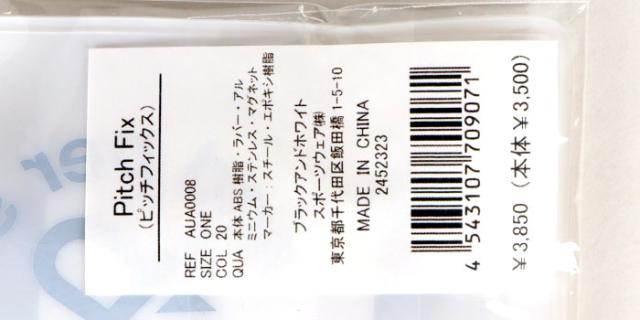 Pitch Fix
(ピッチフィックス)
REF AUA0008
SIZE ONE
COL 20
QUA 本体 ABS 樹脂・ラバー・アル
ミニウム・ステンレス・マグネット
マーカー:スチール・エポキシ樹脂
ブラックアンドホワイト
スポーツウェア㈱
東京都千代田区飯田橋 1-5-10
MADE IN CHINA
2452323
4 543107 709071
¥3,850 (本体 ¥3,500)
er